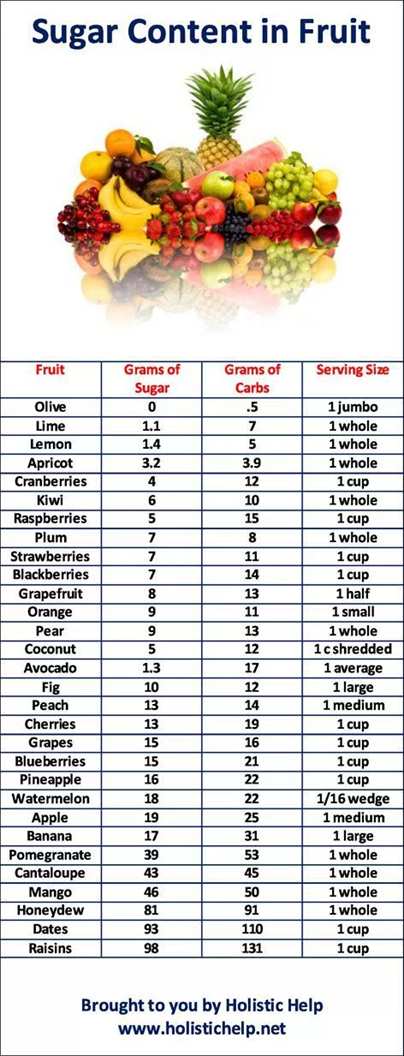 Sugar Content in Fruit
Fruit Grams of Sugar Grams of Carbs Serving Size
Olive 0 .5 1 jumbo
Lime 1.1 7 1 whole
Lemon 1.4 5 1 whole
Apricot 3.2 3.9 1 whole
Cranberries 4 12 1 cup
Kiwi 6 10 1 whole
Raspberries 5 15 1 cup
Plum 7 8 1 whole
Strawberries 7 11 1 cup
Blackberries 7 14 1 cup
Grapefruit 8 13 1 half
Orange 9 11 1 small
Pear 9 13 1 whole
Coconut 5 12 1 c shredded
Avocado 1.3 17 1 average
Fig 10 12 1 large
Peach 13 14 1 medium
Cherries 13 19 1 cup
Grapes 15 16 1 cup
Blueberries 15 21 1 cup
Pineapple 16 22 1 cup
Watermelon 18 22 1/16 wedge
Apple 19 25 1 medium
Banana 17 31 1 large
Pomegranate 39 53 1 whole
Cantaloupe 43 45 1 whole
Mango 46 50 1 whole
Honeydew 81 91 1 whole
Dates 93 110 1 cup
Raisins 98 131 1 cup
Brought to you by Holistic Help
www.holistichelp.net